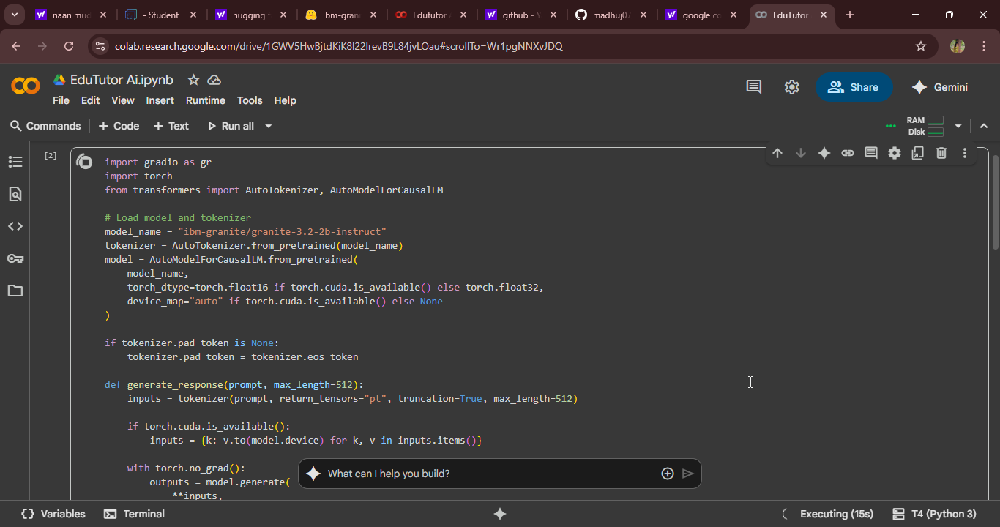 naan mud
- Student
hugging f
ibm-grani
Edututor A
github - Y
madhuj07
google co
EduTutor
colab.research.google.com/drive/1GWV5HwBjtdKiK8I22IrevB9L84jvLOau#scrollTo=Wr1pgNNXvJDQ
EduTutor Ai.ipynb
File Edit View Insert Runtime Tools Help
Share
Gemini
Commands + Code + Text Run all
RAM
Disk
[2]
import gradio as gr
import torch
from transformers import AutoTokenizer, AutoModelForCausalLM
# Load model and tokenizer
model_name = "ibm-granite/granite-3.2-2b-instruct"
tokenizer = AutoTokenizer.from_pretrained(model_name)
model = AutoModelForCausalLM.from_pretrained(
    model_name,
    torch_dtype=torch.float16 if torch.cuda.is_available() else torch.float32,
    device_map="auto" if torch.cuda.is_available() else None
)
if tokenizer.pad_token is None:
    tokenizer.pad_token = tokenizer.eos_token
def generate_response(prompt, max_length=512):
    inputs = tokenizer(prompt, return_tensors="pt", truncation=True, max_length=512)
    if torch.cuda.is_available():
        inputs = {k: v.to(model.device) for k, v in inputs.items()}
    with torch.no_grad():
        outputs = model.generate(
            **inputs,
What can I help you build?
Variables
Terminal
Executing (15s)
T4 (Python 3)